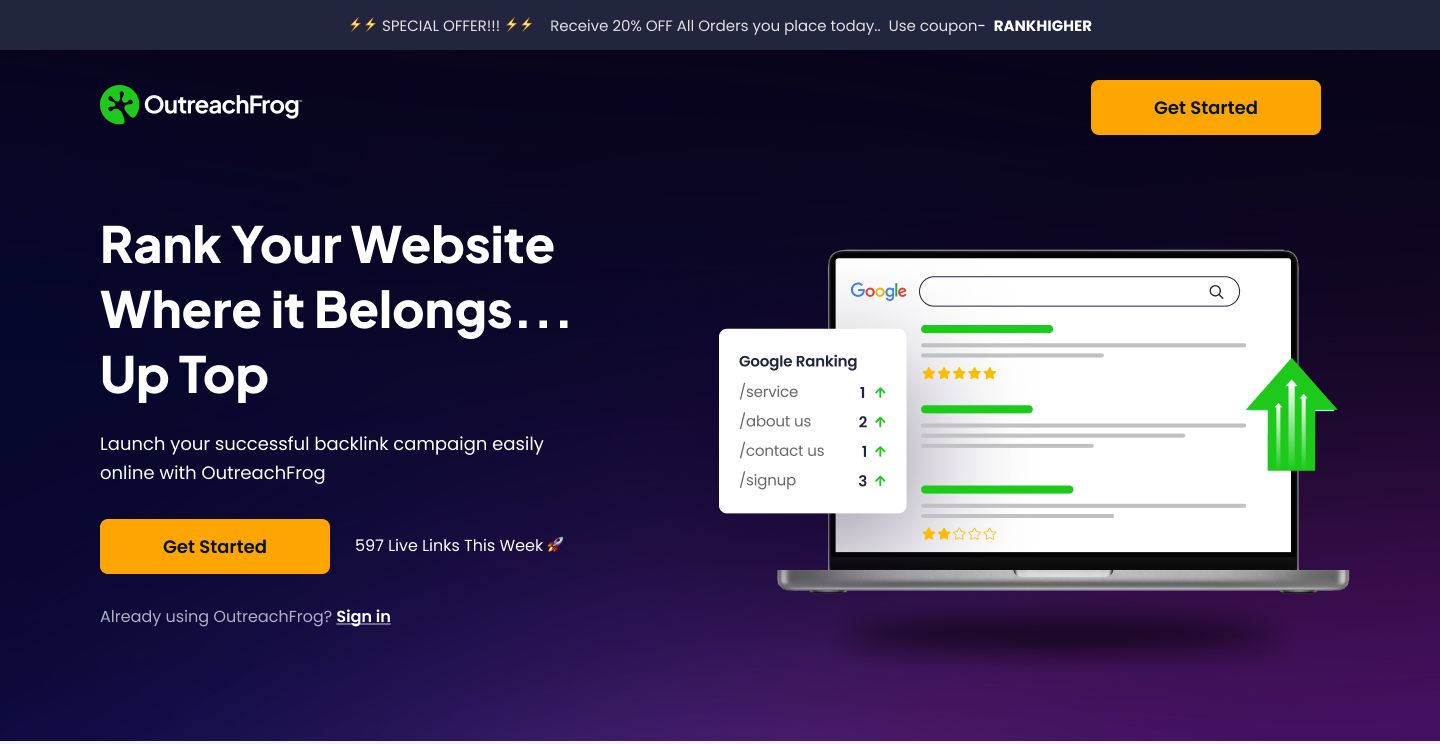 ⚡⚡ SPECIAL OFFER!!! ⚡⚡ Receive 20% OFF All Orders you place today.. Use coupon- RANKHIGHER
OutreachFrog
Get Started
Rank Your Website
Where it Belongs...
Up Top
Launch your successful backlink campaign easily
online with OutreachFrog
Get Started
597 Live Links This Week 🚀
Already using OutreachFrog? Sign in
Google
Google Ranking
/service 1 ↑
/about us 2 ↑
/contact us 1 ↑
/signup 3 ↑